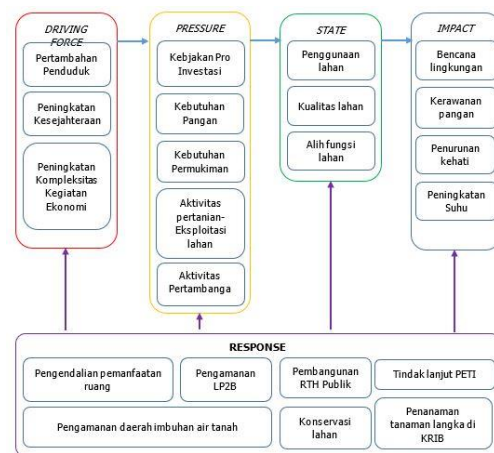 DRIVING
FORCE
Pertambahan
Penduduk
Peningkatan
Kesejahteraan
Peningkatan
Kompleksitas
Kegiatan
Ekonomi
PRESSURE
Kebjakan Pro
Investasi
Kebutuhan
Pangan
Kebutuhan
Permukiman
Aktivitas
pertanian-
Eksploitasi
lahan
Aktivitas
Pertambanga
STATE
Penggunaan
lahan
Kualitas lahan
Alih fungsi
lahan
IMPACT
Bencana
lingkungan
Kerawanan
pangan
Penurunan
kehati
Peningkatan
Suhu
RESPONSE
Pengendalian pemanfaatan
ruang
Pengamanan
LP2B
Pembangunan
RTH Publik
Tindak lanjut PETI
Pengamanan daerah imbuhan air tanah
Konservasi
lahan
Penanaman
tanaman langka di
KRIB